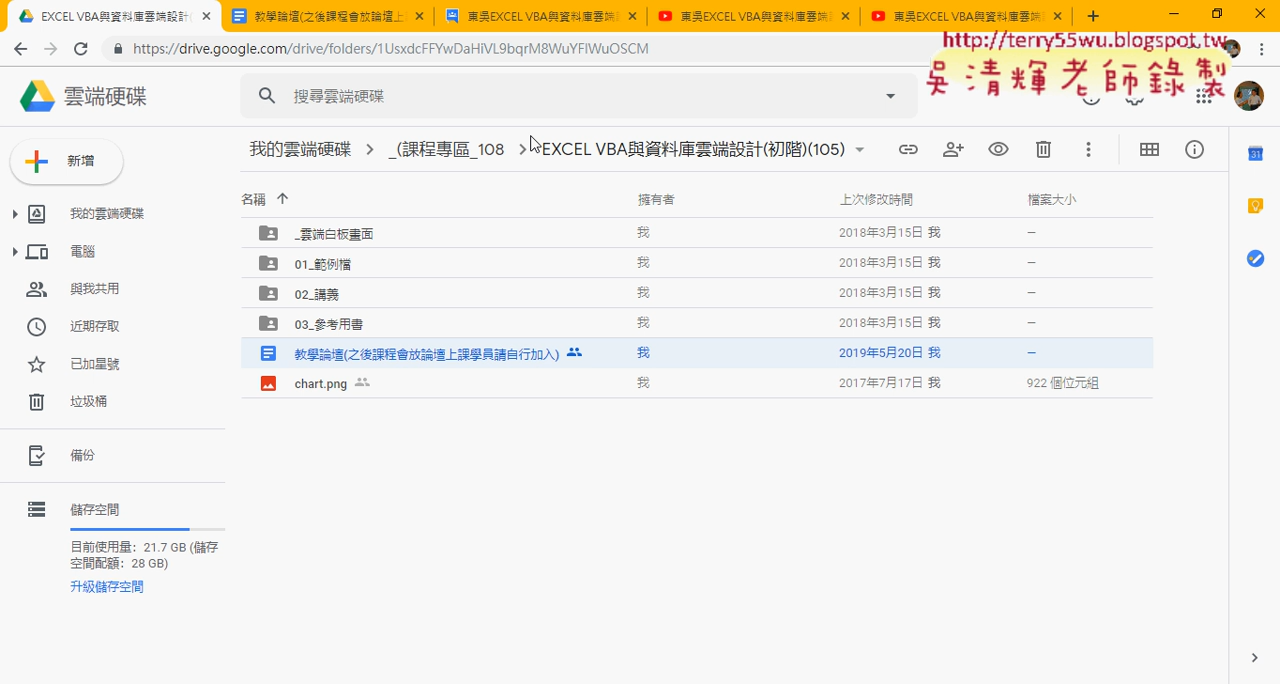 EXCEL VBA與資料庫雲端設計(
教學論壇(之後課程會放論壇上
東吳EXCEL VBA與資料庫雲端
東吳EXCEL VBA與資料庫雲端
東吳EXCEL VBA與資料庫雲端
https://drive.google.com/drive/folders/1UsxdcFFYwDaHiVL9bqrM8WuYFlWuOSCM
http://terry55wu.blogspot.tw
吳清輝老師錄製
雲端硬碟
搜尋雲端硬碟
新增
我的雲端硬碟 > _(課程專區_108 > EXCEL VBA與資料庫雲端設計(初階)(105)
名稱 擁有者 上次修改時間 檔案大小
_雲端白板畫面 我 2018年3月15日 我 –
01_範例檔 我 2018年3月15日 我 –
02_講義 我 2018年3月15日 我 –
03_參考用書 我 2018年3月15日 我 –
教學論壇(之後課程會放論壇上課學員請自行加入) 我 2019年5月20日 我 –
chart.png 我 2017年7月17日 我 922 個位元組
我的雲端硬碟
電腦
與我共用
近期存取
已加星號
垃圾桶
備份
儲存空間
目前使用量：21.7 GB (儲存
空間配額：28 GB)
升級儲存空間
31